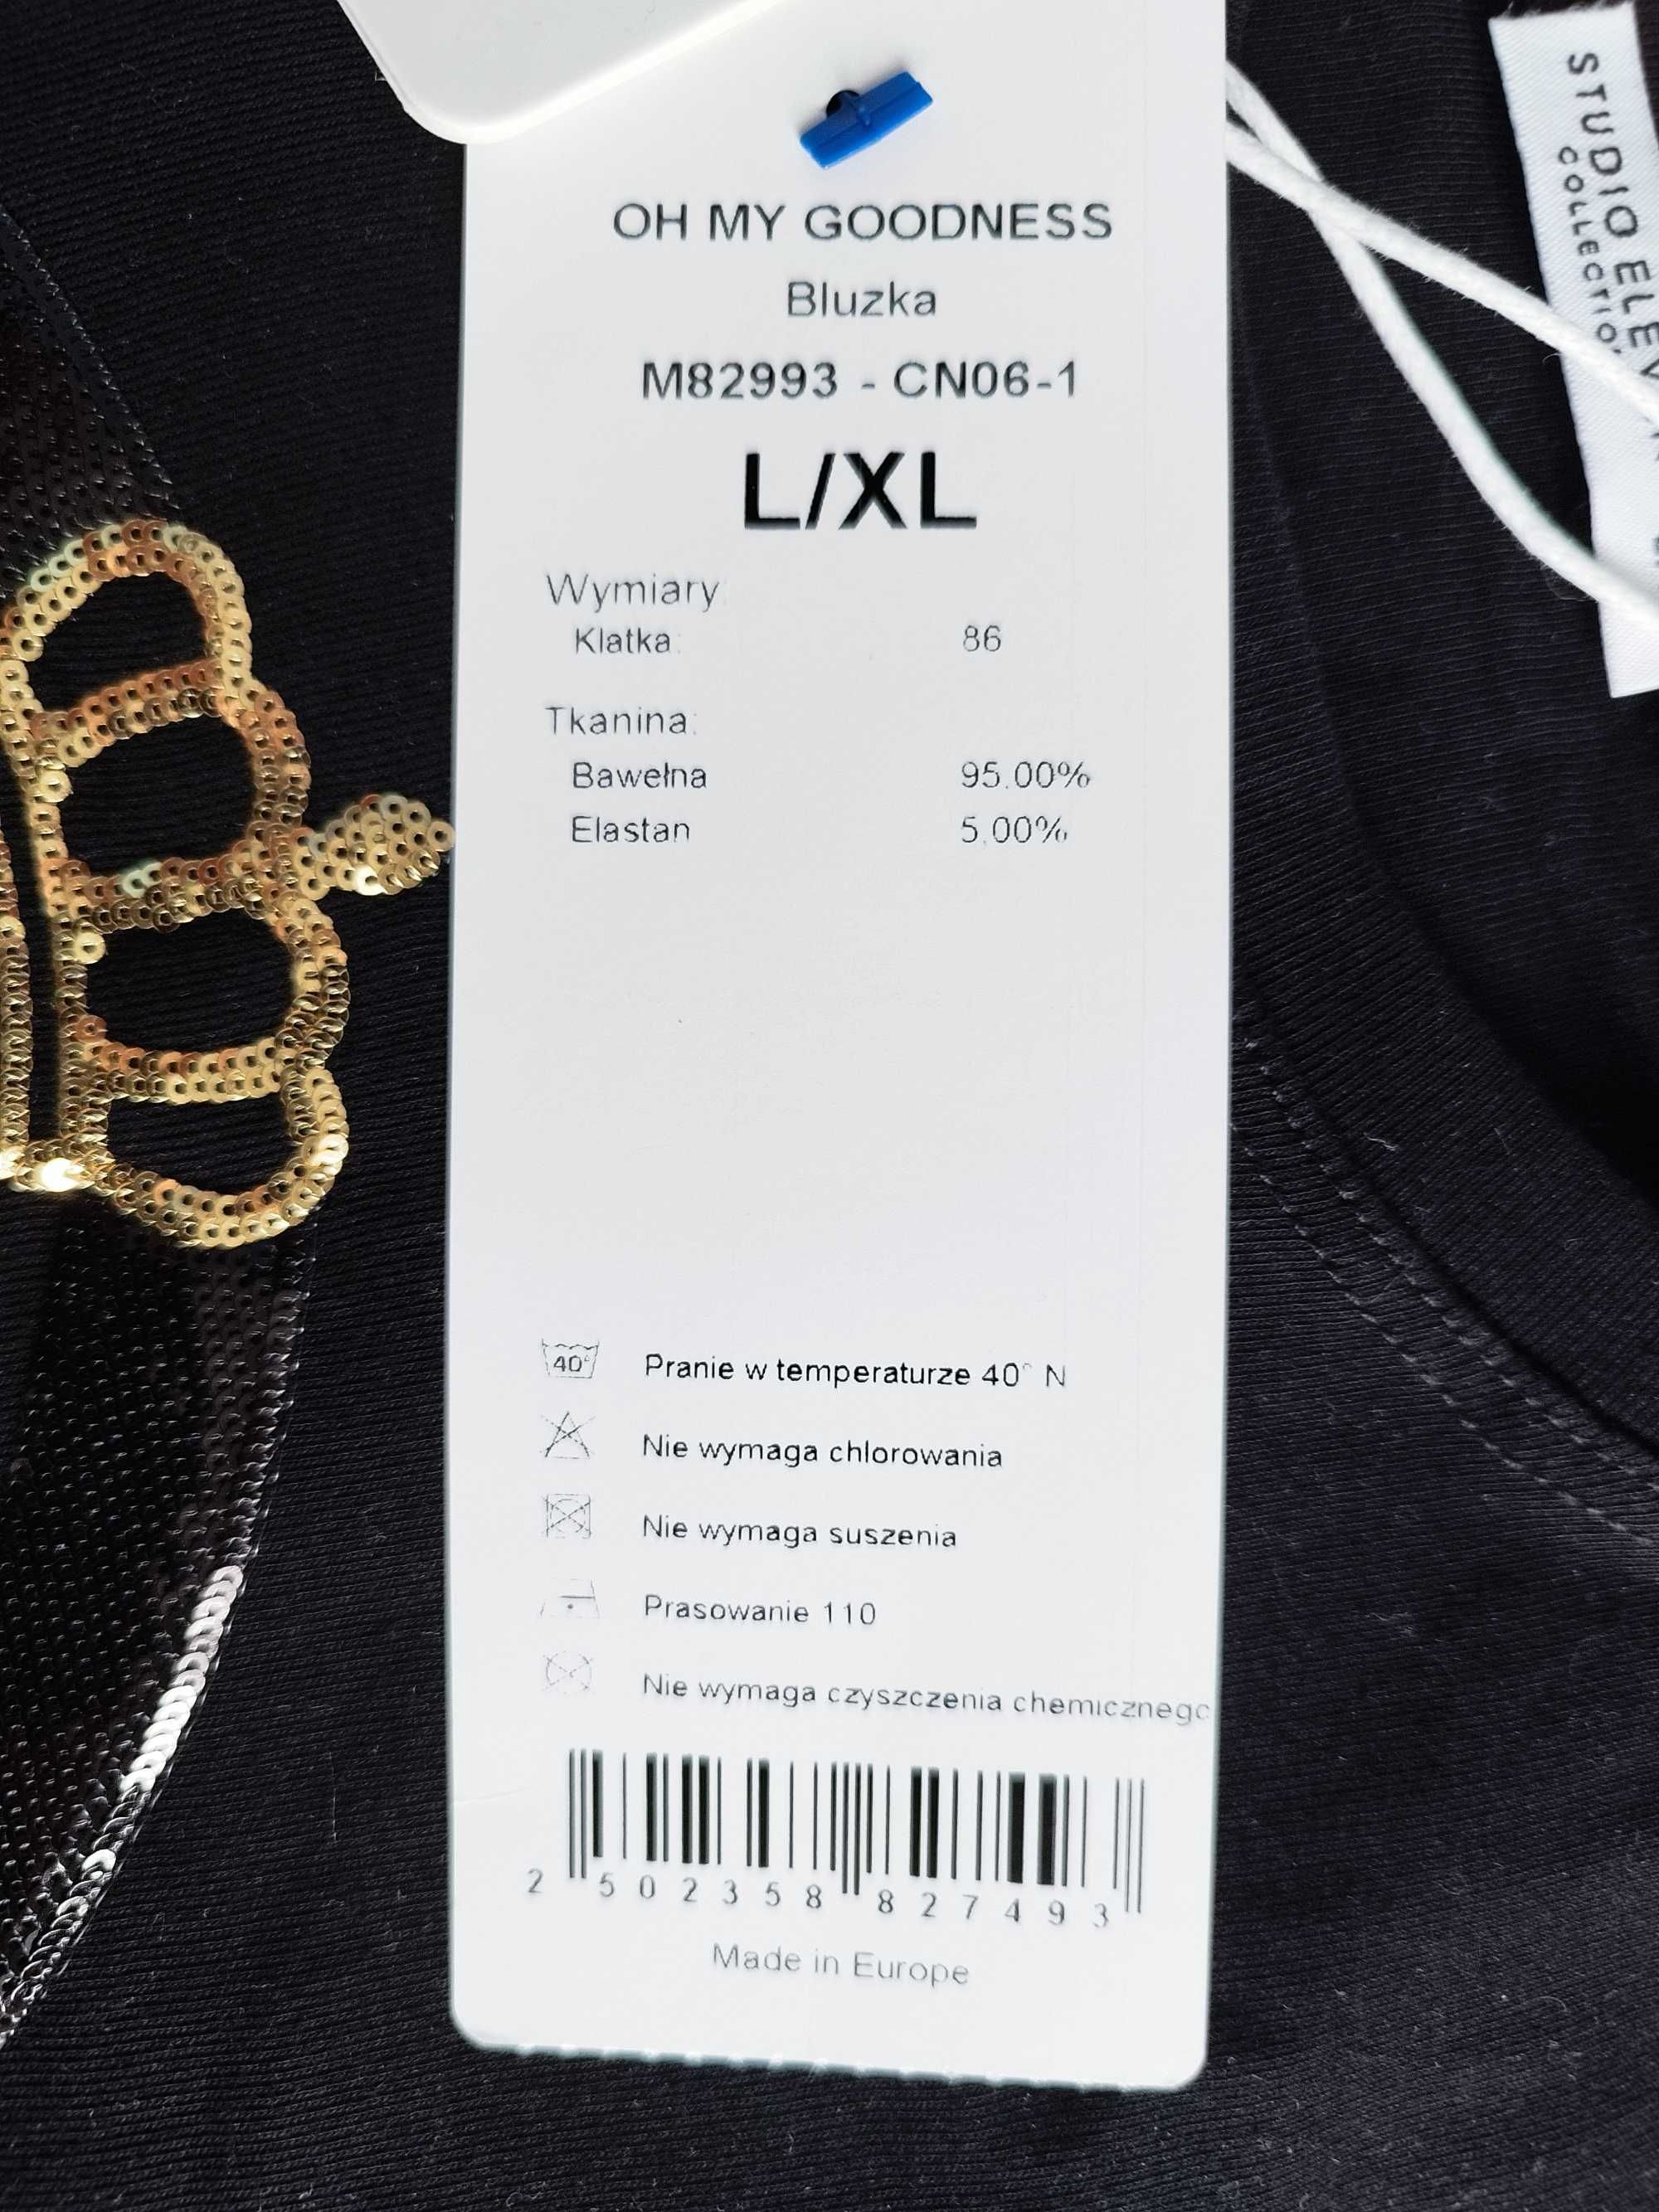 OH MY GOODNESS
Bluzka
M82993 - CN06-1
L/XL
Wymiary
Klatka: 86
Tkanina:
Bawełna 95.00%
Elastan 5.00%
40° Pranie w temperaturze 40° N
Nie wymaga chlorowania
Nie wymaga suszenia
Prasowanie 110
Nie wymaga czyszczenia chemicznego
2 502358 827493
Made in Europe
STUDIO
COLLECTION